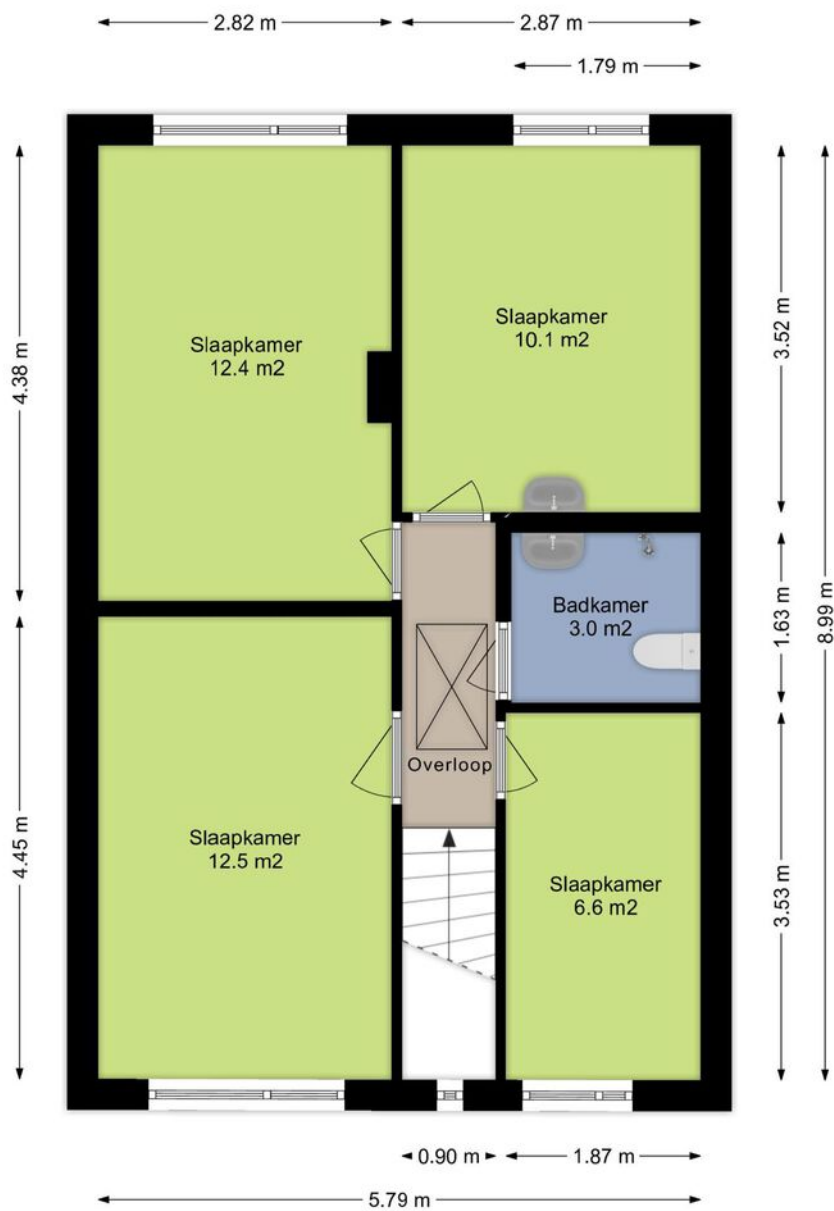 2.82 m
2.87 m
1.79 m
4.38 m
3.52 m
8.99 m
Slaapkamer
12.4 m2
Slaapkamer
10.1 m2
Badkamer
3.0 m2
1.63 m
Overloop
4.45 m
Slaapkamer
12.5 m2
Slaapkamer
6.6 m2
3.53 m
0.90 m
1.87 m
5.79 m